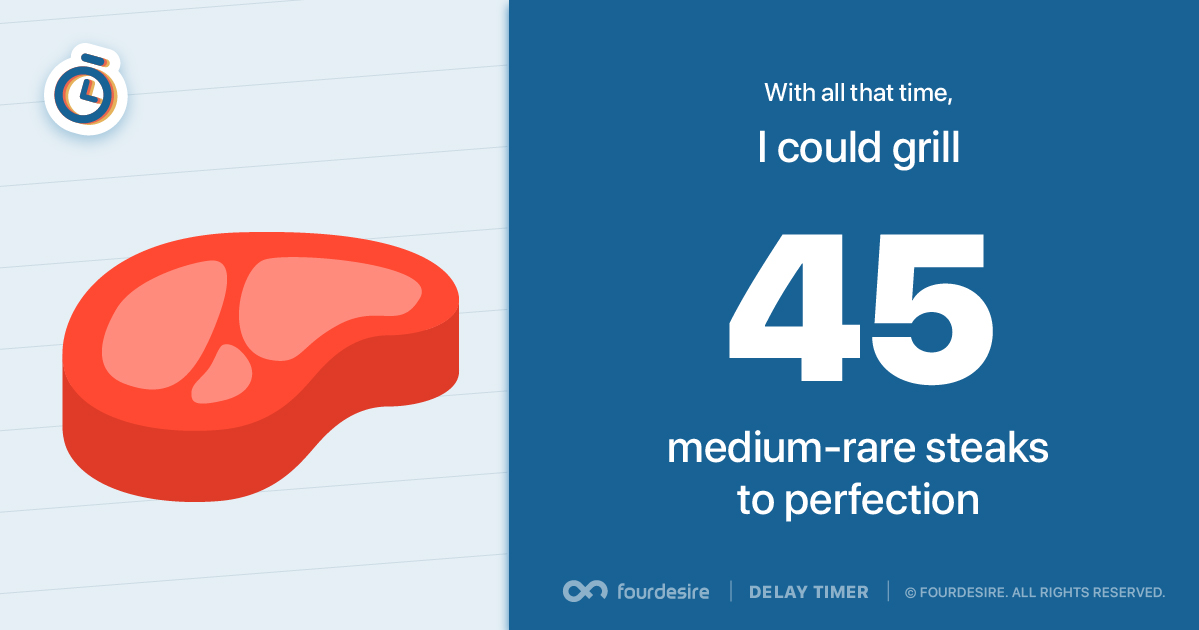 With all that time,
I could grill
45
medium-rare steaks
to perfection
fourdesire | DELAY TIMER | © FOURDESIRE. ALL RIGHTS RESERVED.